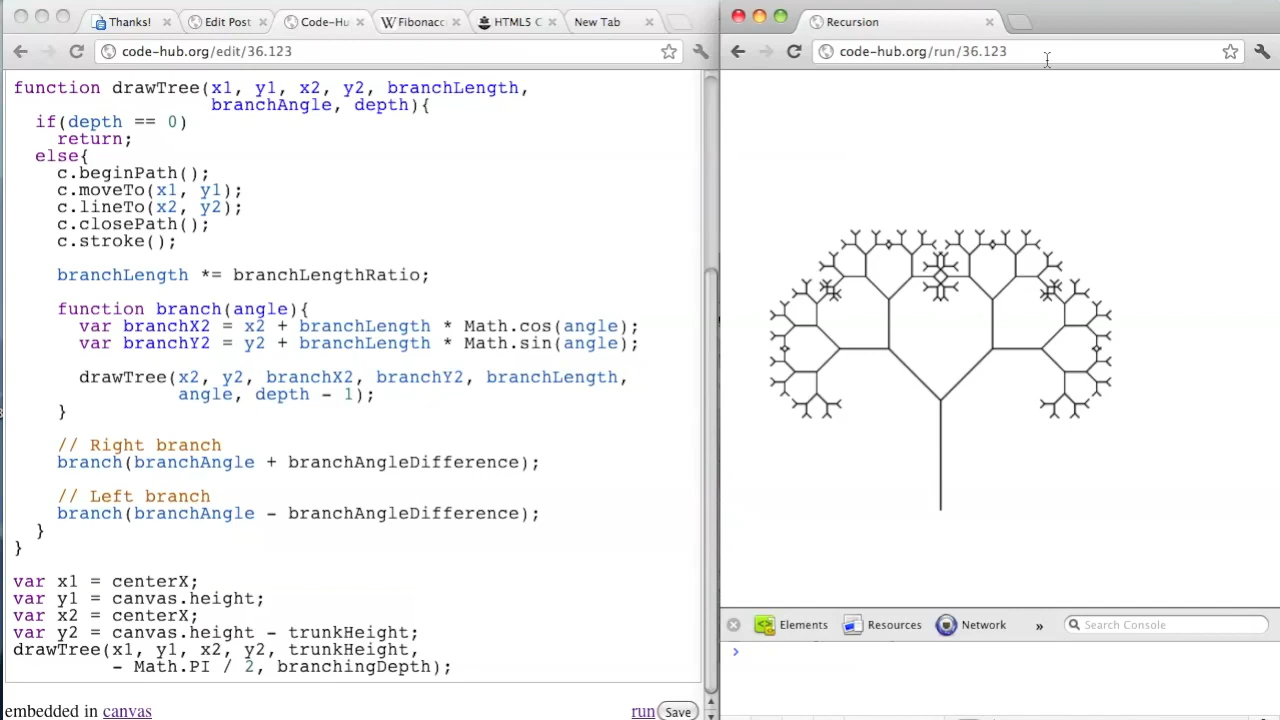 Thanks!
Edit Post
Code-Hu
Fibonacc
HTML5 C
New Tab
code-hub.org/edit/36.123
function drawTree(x1, y1, x2, y2, branchLength,
branchAngle, depth){
if(depth == 0)
return;
else{
c.beginPath();
c.moveTo(x1, y1);
c.lineTo(x2, y2);
c.closePath();
c.stroke();
branchLength *= branchLengthRatio;
function branch(angle){
var branchX2 = x2 + branchLength * Math.cos(angle);
var branchY2 = y2 + branchLength * Math.sin(angle);
drawTree(x2, y2, branchX2, branchY2, branchLength,
angle, depth - 1);
}
// Right branch
branch(branchAngle + branchAngleDifference);
// Left branch
branch(branchAngle - branchAngleDifference);
}
}
var x1 = centerX;
var y1 = canvas.height;
var x2 = centerX;
var y2 = canvas.height - trunkHeight;
drawTree(x1, y1, x2, y2, trunkHeight,
- Math.PI / 2, branchingDepth);
embedded in canvas
run Save
Recursion
code-hub.org/run/36.123
Elements Resources Network » Search Console